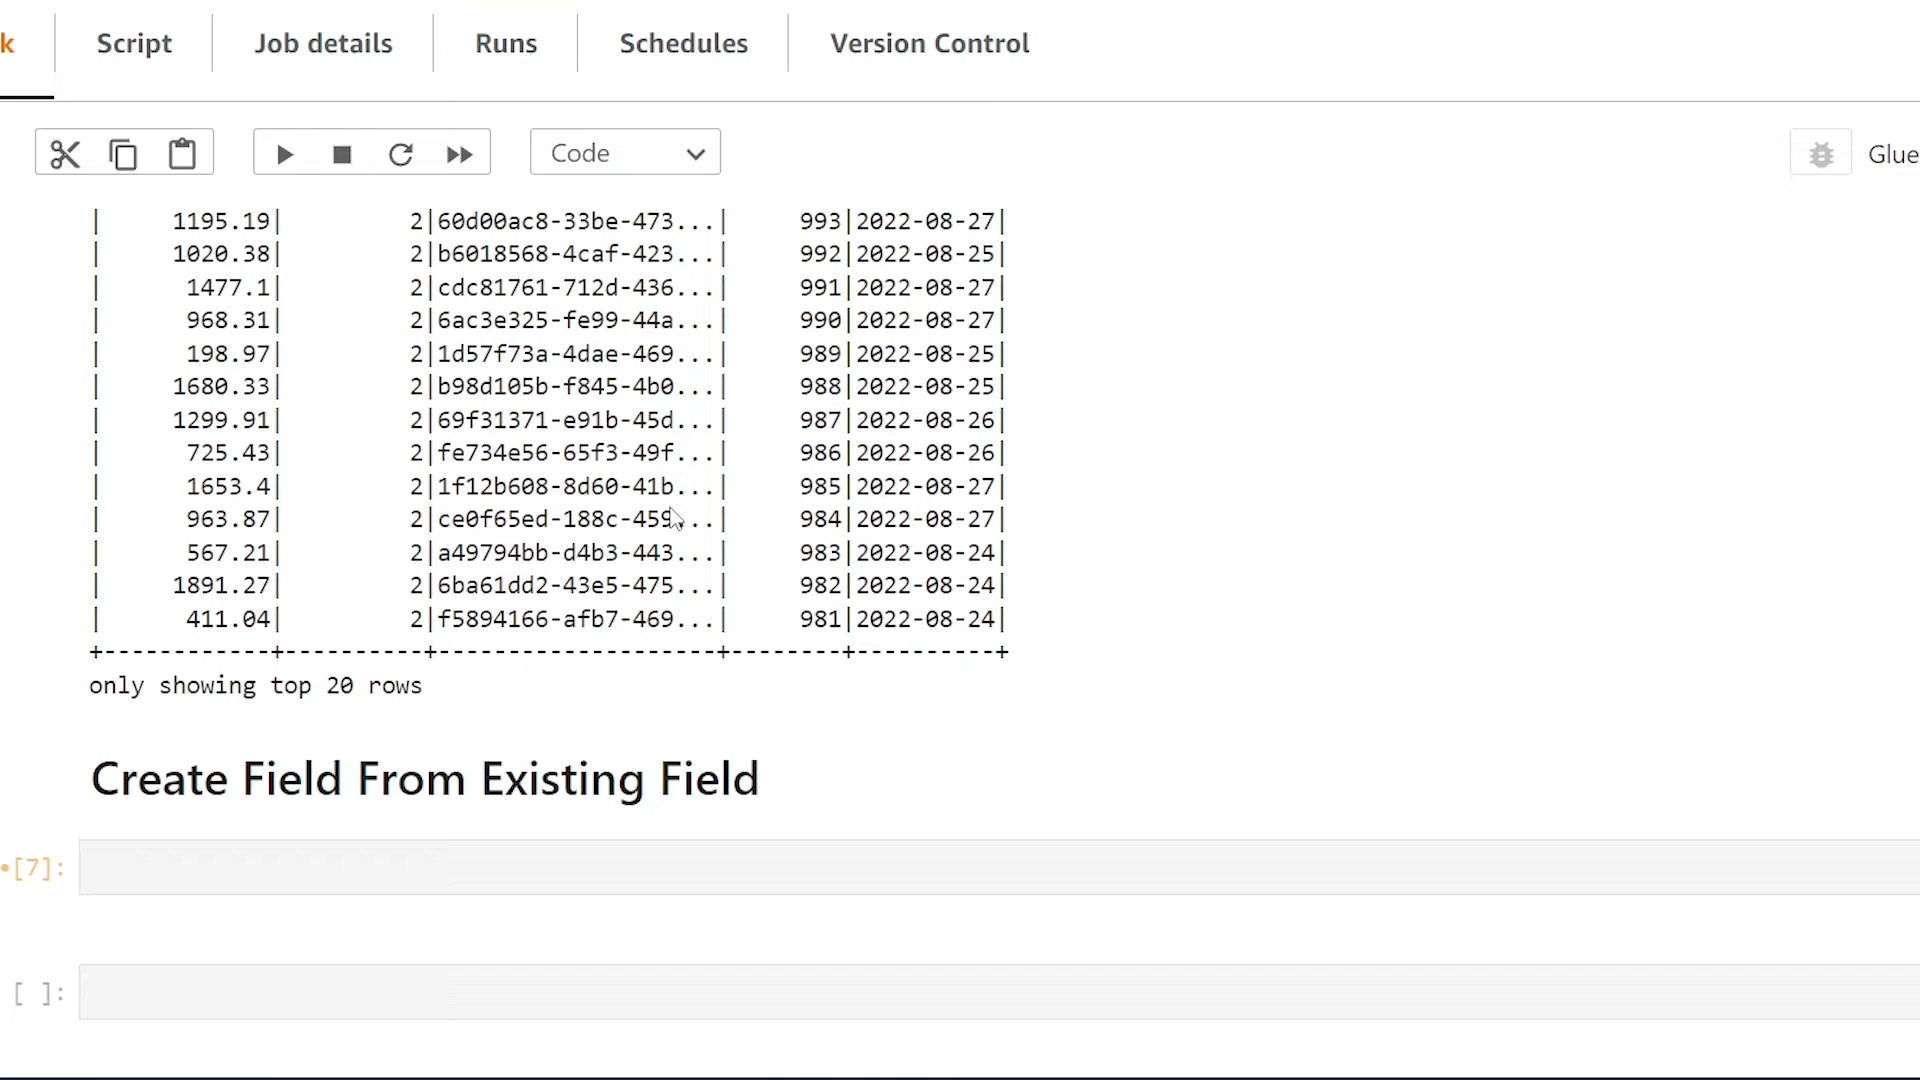 k Script Job details Runs Schedules Version Control
Code Glue
| 1195.19| 2|60d00ac8-33be-473...| 993|2022-08-27|
| 1020.38| 2|b6018568-4caf-423...| 992|2022-08-25|
| 1477.1| 2|cdc81761-712d-436...| 991|2022-08-27|
| 968.31| 2|6ac3e325-fe99-44a...| 990|2022-08-27|
| 198.97| 2|1d57f73a-4dae-469...| 989|2022-08-25|
| 1680.33| 2|b98d105b-f845-4b0...| 988|2022-08-25|
| 1299.91| 2|69f31371-e91b-45d...| 987|2022-08-26|
| 725.43| 2|fe734e56-65f3-49f...| 986|2022-08-26|
| 1653.4| 2|1f12b608-8d60-41b...| 985|2022-08-27|
| 963.87| 2|ce0f65ed-188c-459...| 984|2022-08-27|
| 567.21| 2|a49794bb-d4b3-443...| 983|2022-08-24|
| 1891.27| 2|6ba61dd2-43e5-475...| 982|2022-08-24|
| 411.04| 2|f5894166-afb7-469...| 981|2022-08-24|
+------------+----------+--------------------+--------+----------+
only showing top 20 rows
Create Field From Existing Field
•[7]:
[ ]: